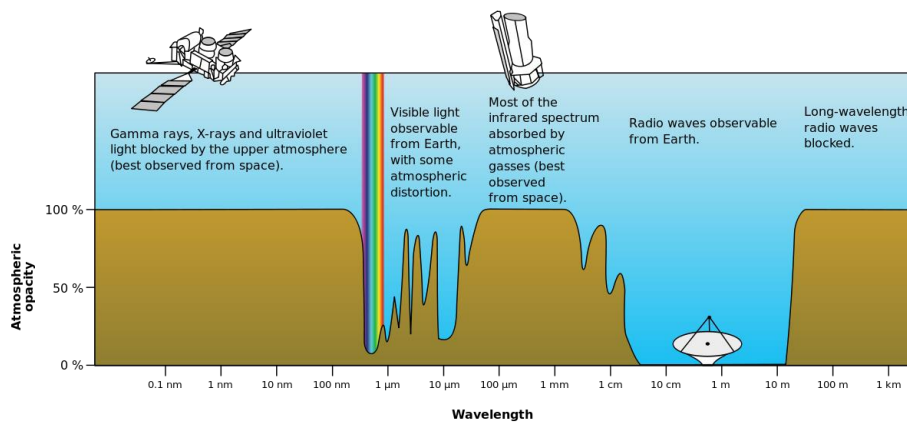 Gamma rays, X-rays and ultraviolet
light blocked by the upper atmosphere
(best observed from space).
Visible light
observable
from Earth,
with some
atmospheric
distortion.
Most of the
infrared spectrum
absorbed by
atmospheric
gasses (best
observed
from space).
Radio waves observable
from Earth.
Long-wavelength
radio waves
blocked.
Atmospheric
opacity
100 %
50 %
0 %
0.1 nm
1 nm
10 nm
100 nm
1 μm
10 μm
100 μm
1 mm
1 cm
10 cm
1 m
10 m
100 m
1 km
Wavelength